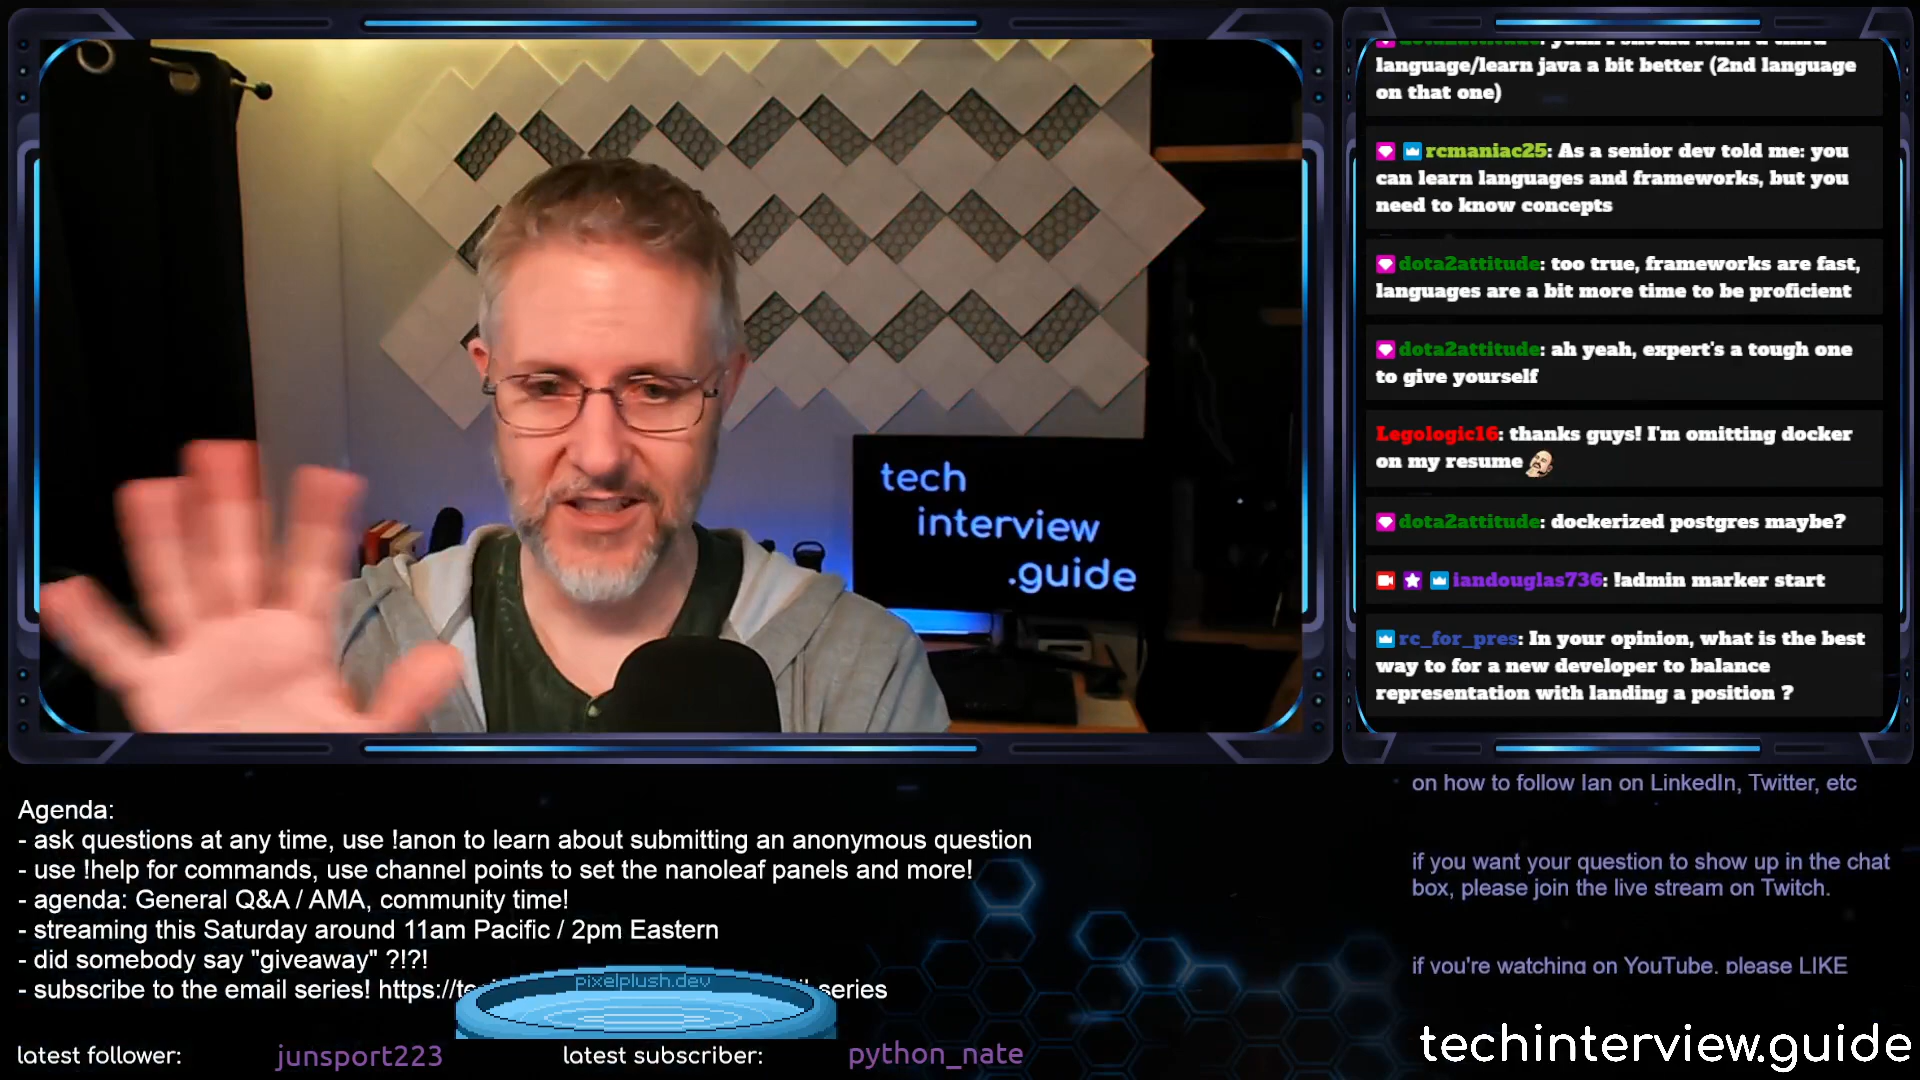 tech
interview
.guide
language/learn java a bit better (2nd language
on that one)
rcmaniac25: As a senior dev told me: you
can learn languages and frameworks, but you
need to know concepts
dota2attitude: too true, frameworks are fast,
languages are a bit more time to be proficient
dota2attitude: ah yeah, expert's a tough one
to give yourself
Legologic16: thanks guys! I'm omitting docker
on my resume
dota2attitude: dockerized postgres maybe?
iandouglas736: !admin marker start
rc_for_pres: In your opinion, what is the best
way to for a new developer to balance
representation with landing a position ?
Agenda:
- ask questions at any time, use !anon to learn about submitting an anonymous question
- use !help for commands, use channel points to set the nanoleaf panels and more!
- agenda: General Q&A / AMA, community time!
- streaming this Saturday around 11am Pacific / 2pm Eastern
- did somebody say "giveaway" ?!?!
- subscribe to the email series! https://te
series
pixelplush.dev
latest follower: junsport223
latest subscriber: python_nate
on how to follow Ian on LinkedIn, Twitter, etc
if you want your question to show up in the chat
box, please join the live stream on Twitch.
if you're watching on YouTube, please LIKE
techinterview.guide